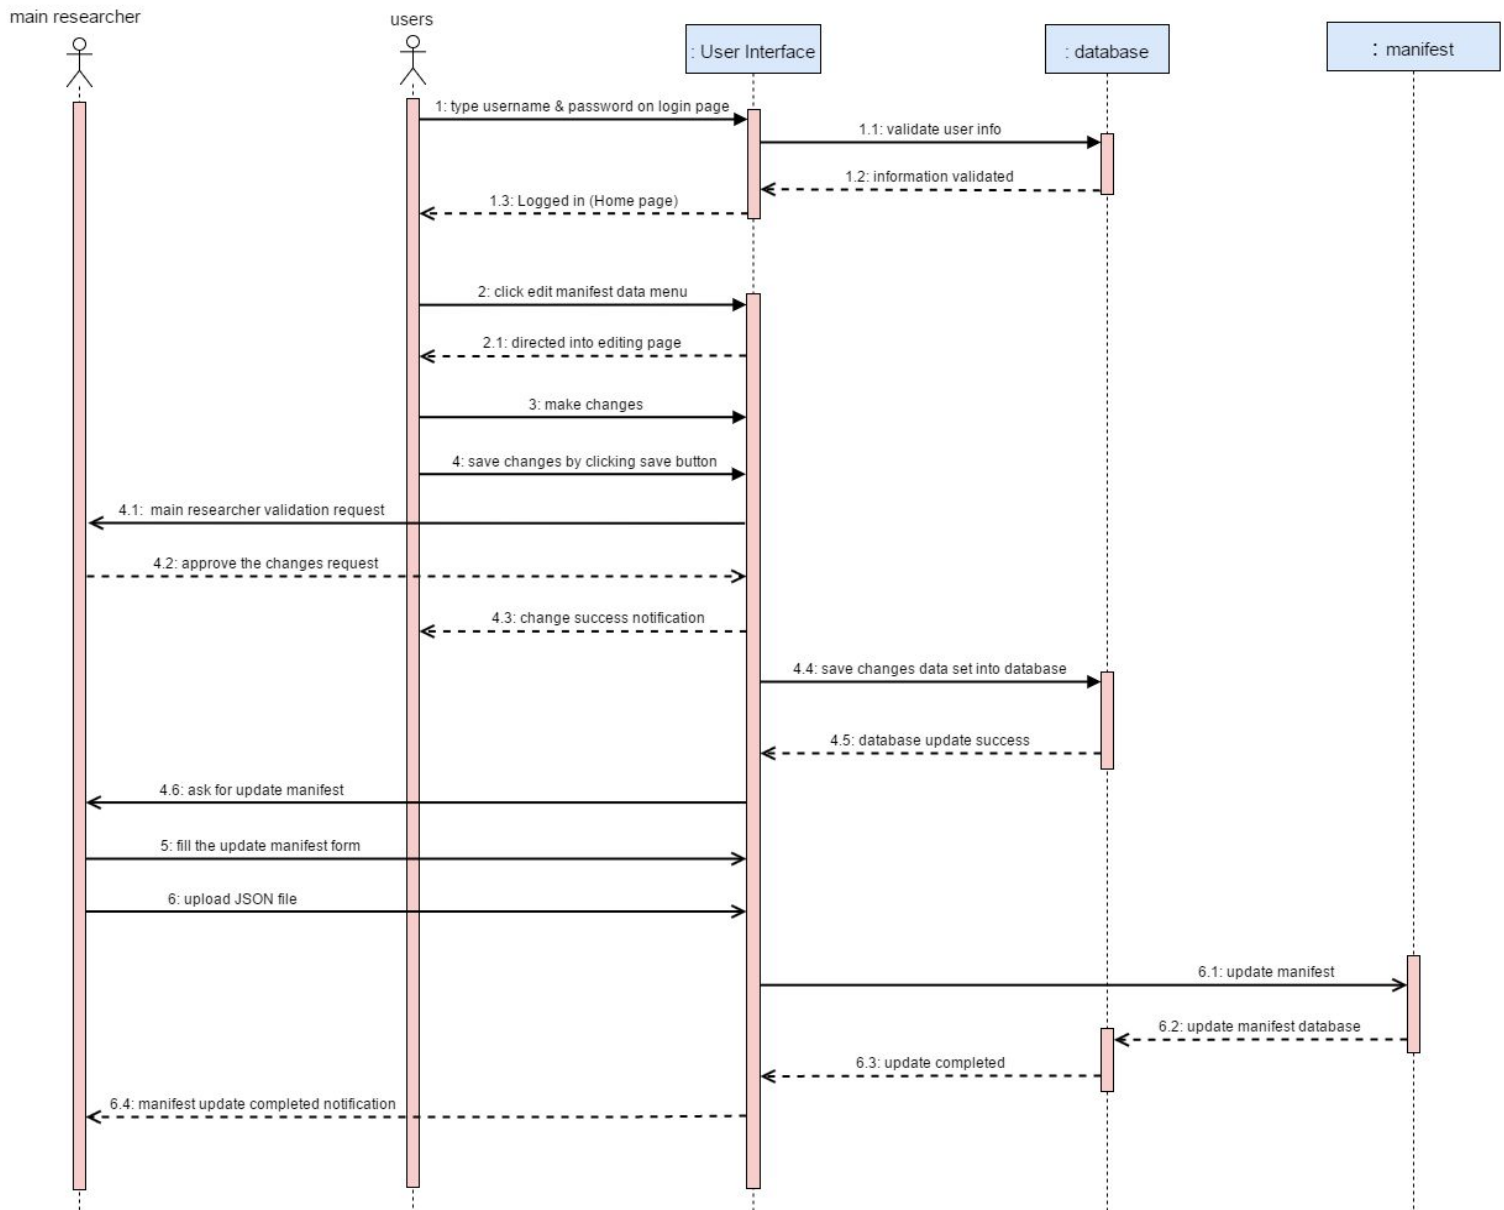 main researcher
users
: User Interface
: database
: manifest
1: type username & password on login page
1.1: validate user info
1.2: information validated
1.3: Logged in (Home page)
2: click edit manifest data menu
2.1: directed into editing page
3: make changes
4: save changes by clicking save button
4.1: main researcher validation request
4.2: approve the changes request
4.3: change success notification
4.4: save changes data set into database
4.5: database update success
4.6: ask for update manifest
5: fill the update manifest form
6: upload JSON file
6.1: update manifest
6.2: update manifest database
6.3: update completed
6.4: manifest update completed notification